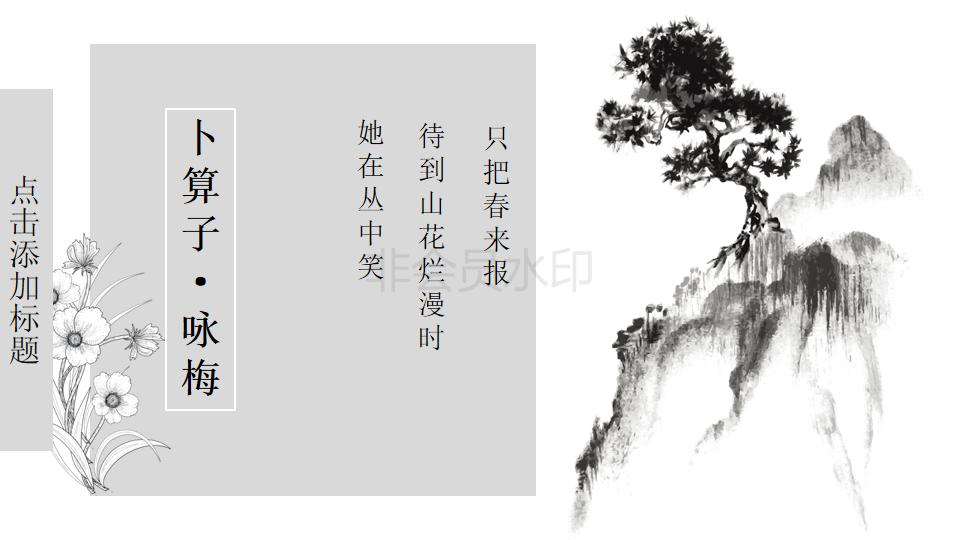 点击添加标题
卜算子·咏梅
只把春来报
待到山花烂漫时
她在丛中笑
非会员水印